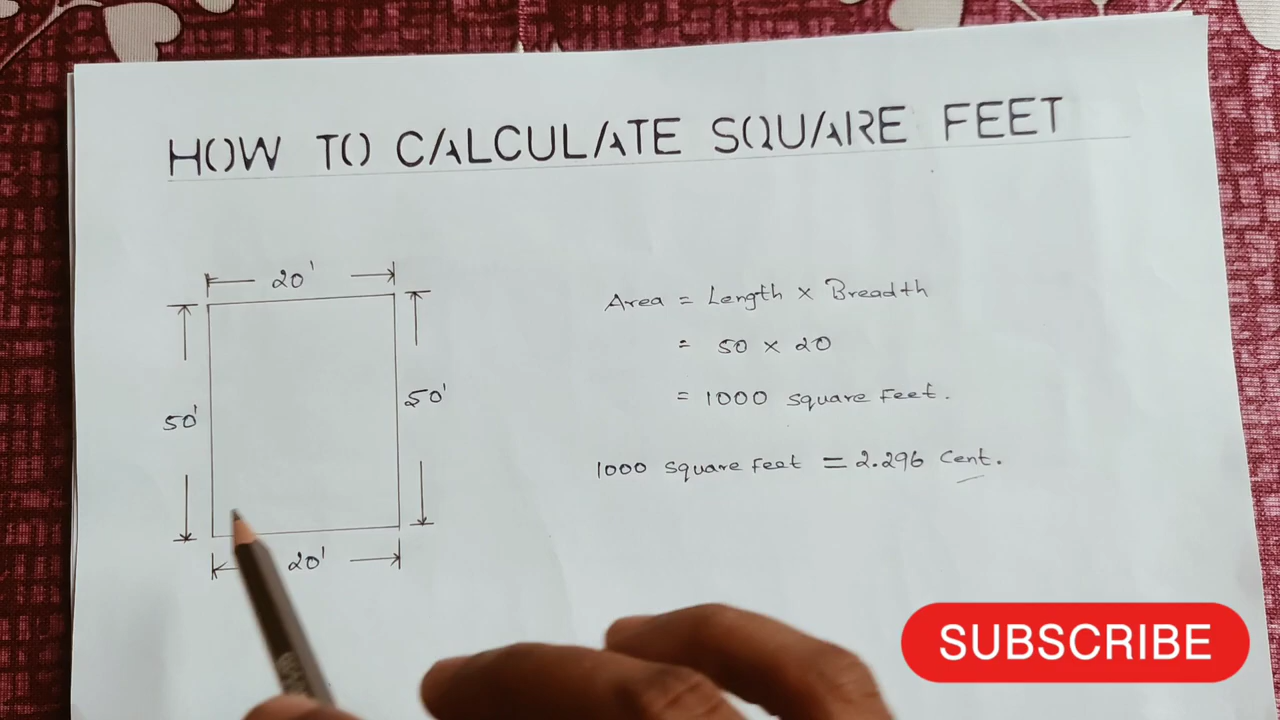 HOW TO CALCULATE SQUARE FEET
20'
50'
50'
20'
Area = Length × Breadth
= 50 × 20
= 1000 square Feet.
1000 square feet = 2.296 Cent.
SUBSCRIBE